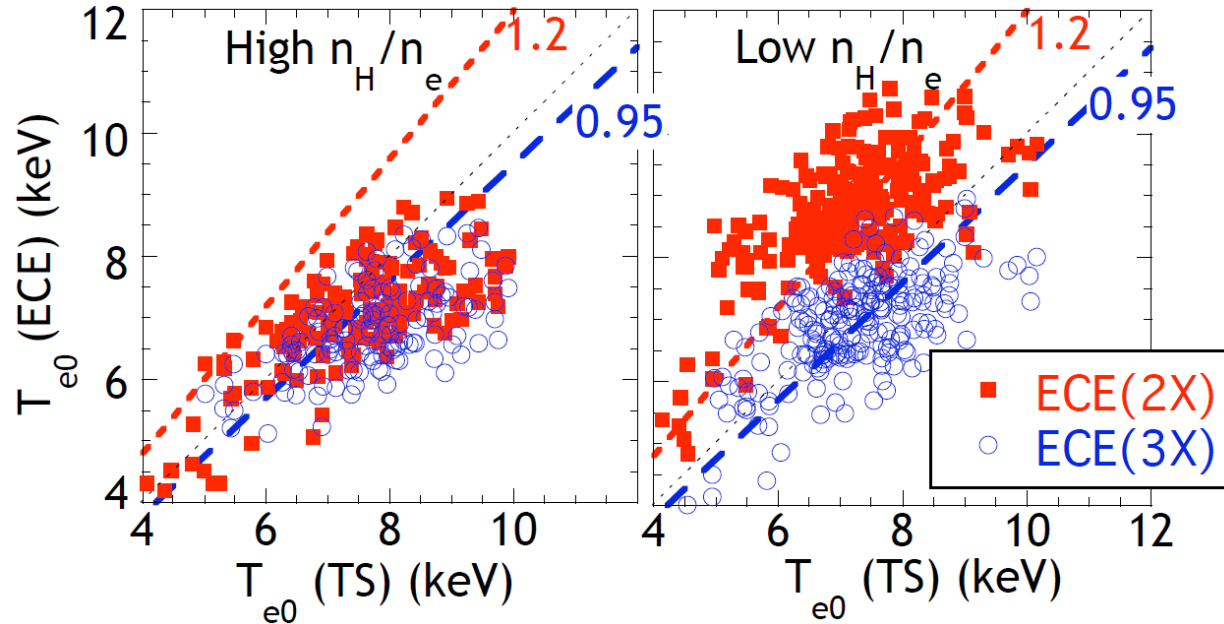 12
10
8
6
4
T_e0 (ECE) (keV)
High n_H/n_e
1.2
0.95
4 6 8 10
T_e0 (TS) (keV)
Low n_H/n_e
1.2
0.95
ECE(2X)
ECE(3X)
4 6 8 10 12
T_e0 (TS) (keV)